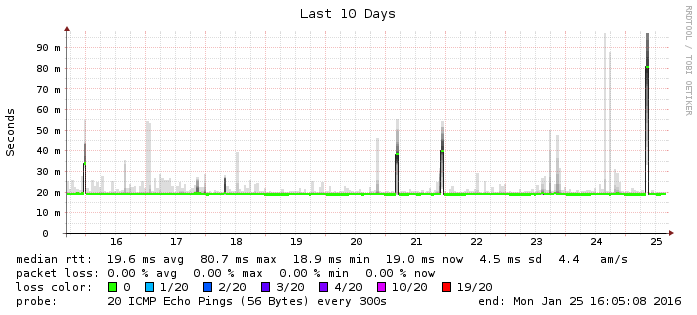 Last 10 Days
RRDTOOL / TOBI OETIKER
Seconds
90 m
80 m
70 m
60 m
50 m
40 m
30 m
20 m
10 m
0
16 17 18 19 20 21 22 23 24 25
median rtt: 19.6 ms avg 80.7 ms max 18.9 ms min 19.0 ms now 4.5 ms sd 4.4 am/s
packet loss: 0.00 % avg 0.00 % max 0.00 % min 0.00 % now
loss color: 0 1/20 2/20 3/20 4/20 10/20 19/20
probe: 20 ICMP Echo Pings (56 Bytes) every 300s end: Mon Jan 25 16:05:08 2016